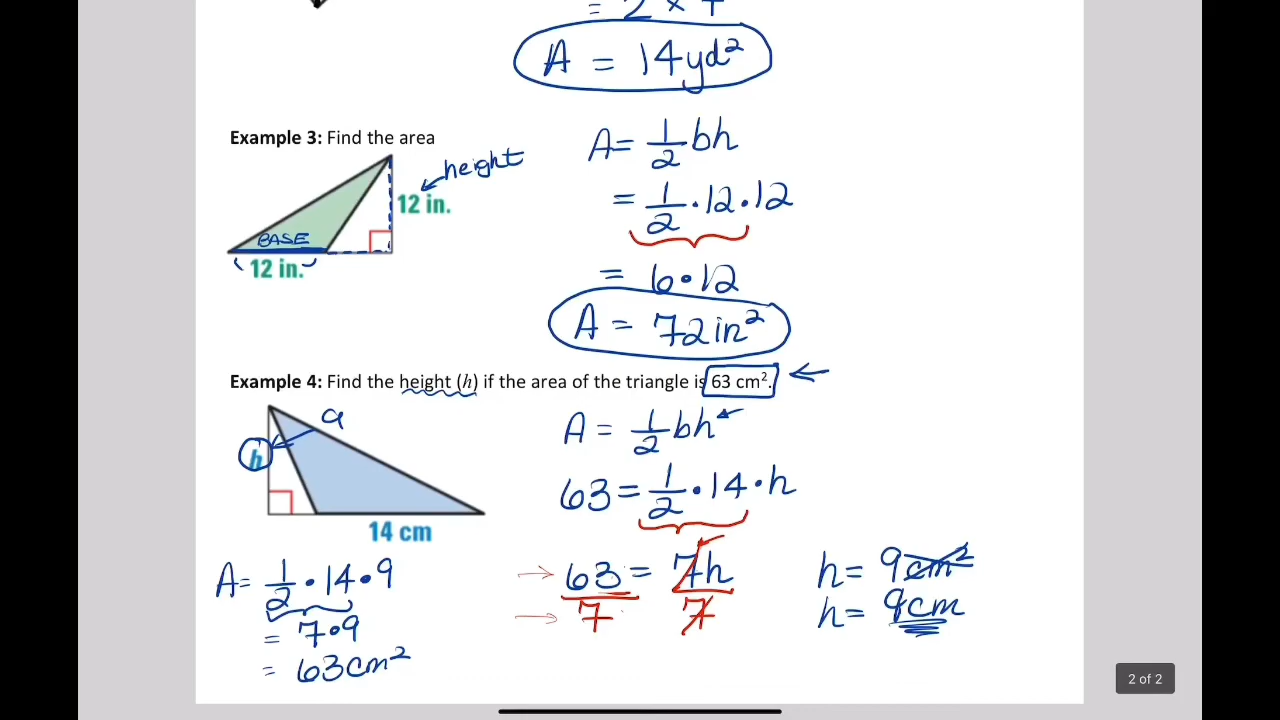 = 2 × 7
A = 14yd²
Example 3: Find the area
height
12 in.
BASE
12 in.
A = 1/2 bh
= 1/2 · 12 · 12
= 6 · 12
A = 72in²
Example 4: Find the height (h) if the area of the triangle is 63 cm².
9
h
14 cm
A = 1/2 bh
63 = 1/2 · 14 · h
63/7 = 7h/7
h = 9cm²
h = 9cm
A = 1/2 · 14 · 9
= 7 · 9
= 63cm²
2 of 2